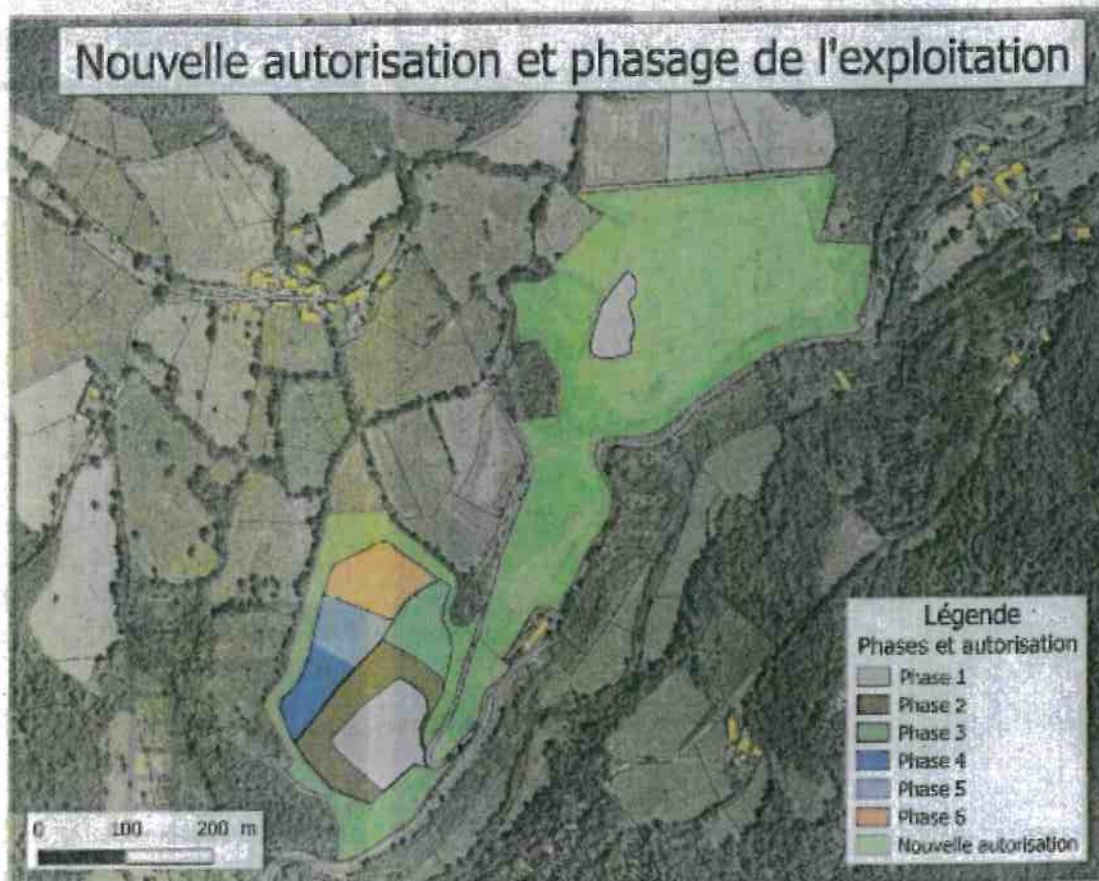 Nouvelle autorisation et phasage de l'exploitation
Légende
Phases et autorisation
Phase 1
Phase 2
Phase 3
Phase 4
Phase 5
Phase 6
Nouvelle autorisation
0 100 200 m